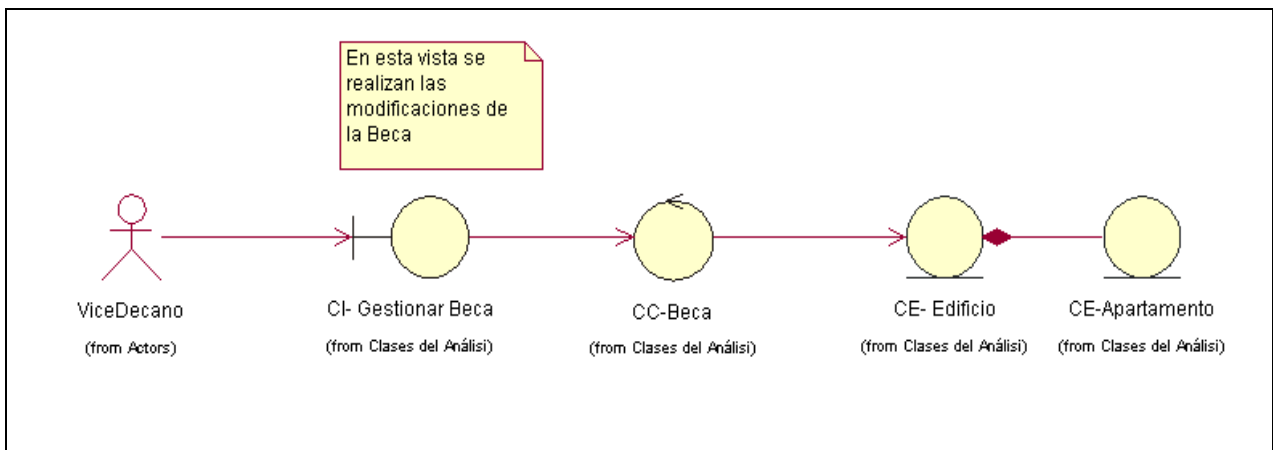 En esta vista se
realizan las
modificaciones de
la Beca
ViceDecano
(from Actors)
CI- Gestionar Beca
(from Clases del Análisi)
CC-Beca
(from Clases del Análisi)
CE- Edificio
(from Clases del Análisi)
CE-Apartamento
(from Clases del Análisi)